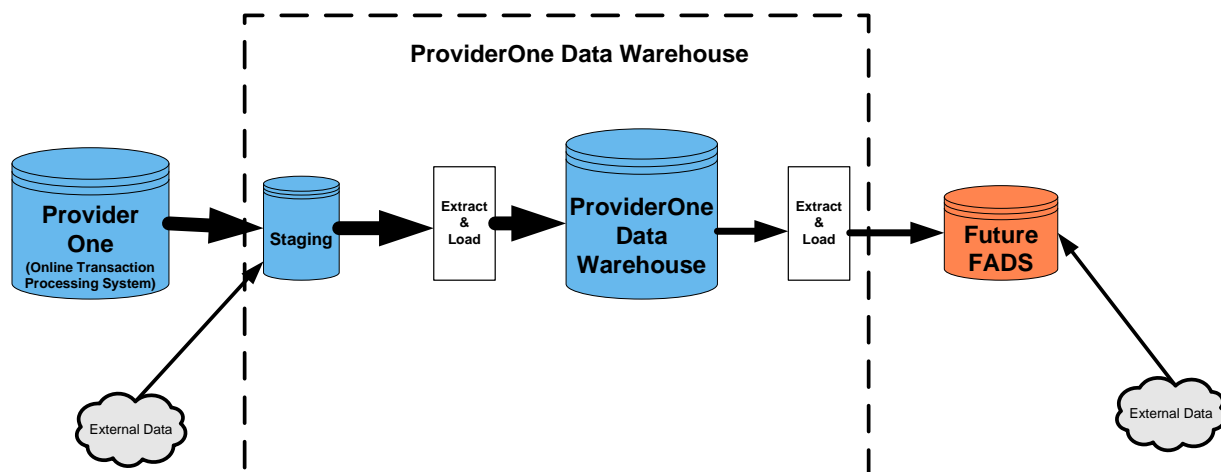 ProviderOne Data Warehouse
Provider
One
(Online Transaction
Processing System)
Staging
Extract
&
Load
ProviderOne
Data
Warehouse
Extract
&
Load
Future
FADS
External Data
External Data